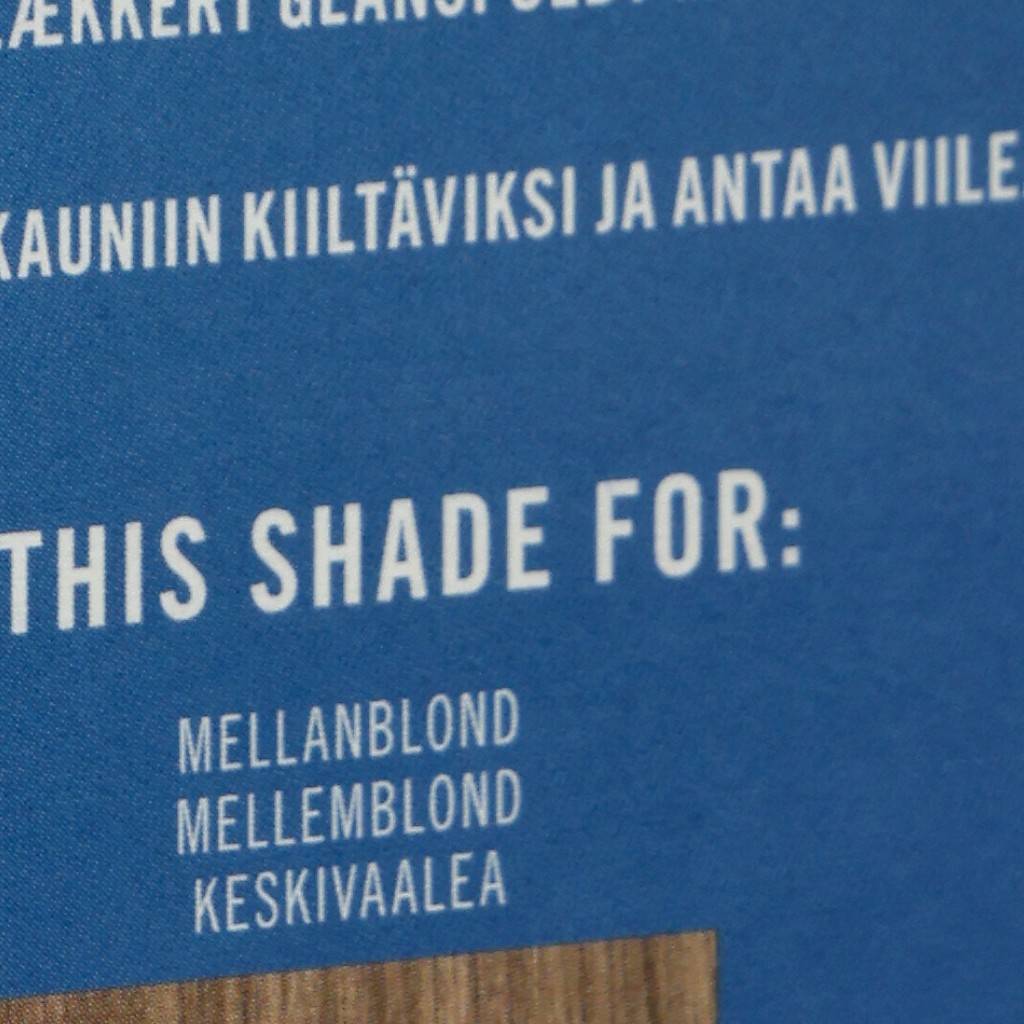 KAUNIIN KIILTÄVIKSI JA ANTAA
THIS SHADE FOR:
MELLANBLOND
MELLEMBLOND
KESKIVAALEA